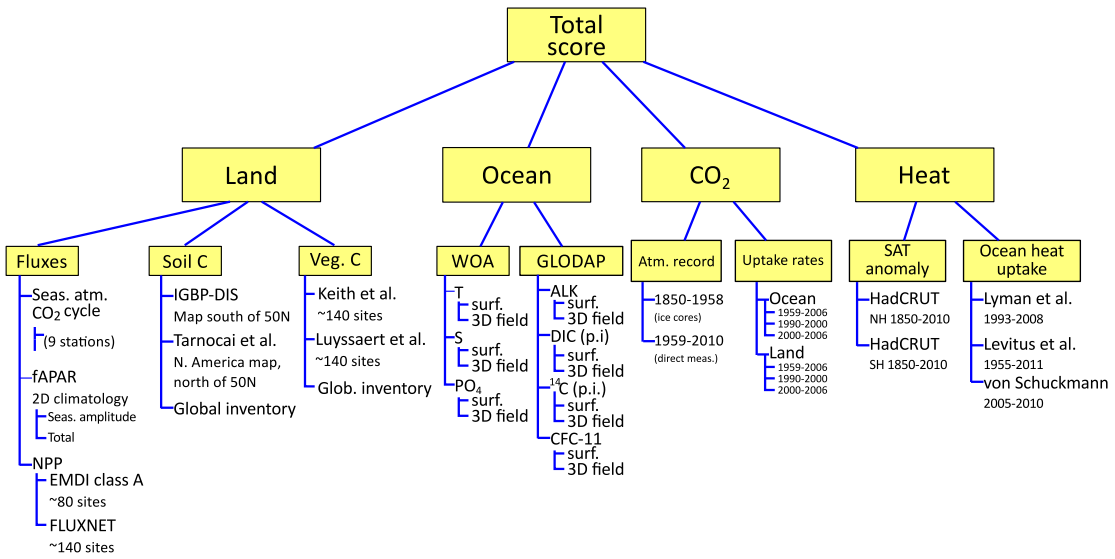 Total
score
Land
Ocean
CO₂
Heat
Fluxes
Seas. atm.
CO₂ cycle
(9 stations)
fAPAR
2D climatology
Seas. amplitude
Total
NPP
EMDI class A
~80 sites
FLUXNET
~140 sites
Soil C
IGBP-DIS
Map south of 50N
Tarnocai et al.
N. America map,
north of 50N
Global inventory
Veg. C
Keith et al.
~140 sites
Luyssaert et al.
~140 sites
Glob. inventory
WOA
T
surf.
3D field
S
surf.
3D field
PO₄
surf.
3D field
GLODAP
ALK
surf.
3D field
DIC (p.i)
surf.
3D field
¹⁴C (p.i.)
surf.
3D field
CFC-11
surf.
3D field
Atm. record
1850-1958
(ice cores)
1959-2010
(direct meas.)
Uptake rates
Ocean
1959-2006
1990-2000
2000-2006
Land
1959-2006
1990-2000
2000-2006
SAT
anomaly
HadCRUT
NH 1850-2010
HadCRUT
SH 1850-2010
Ocean heat
uptake
Lyman et al.
1993-2008
Levitus et al.
1955-2011
von Schuckmann
2005-2010